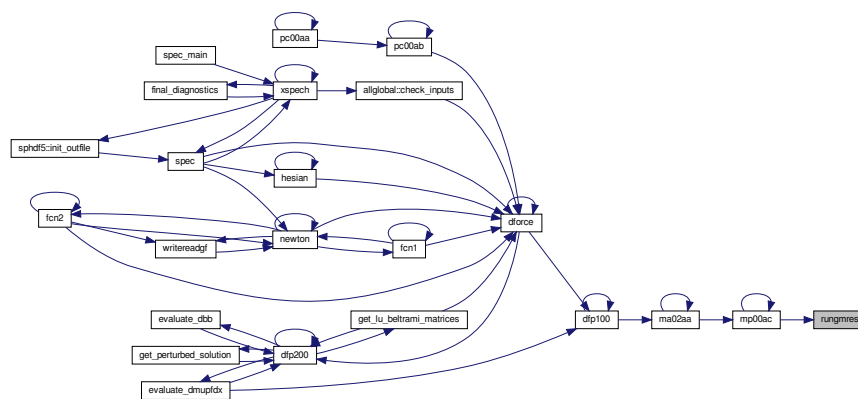 pc00aa
pc00ab
spec_main
final_diagnostics
xspech
allglobal::check_inputs
sphdf5::init_outfile
spec
hesian
fcn2
dforce
newton
fcn1
writereadgf
evaluate_dbb
get_lu_beltrami_matrices
dfp100
ma02aa
mp00ac
rungmres
get_perturbed_solution
dfp200
evaluate_dmupfdx